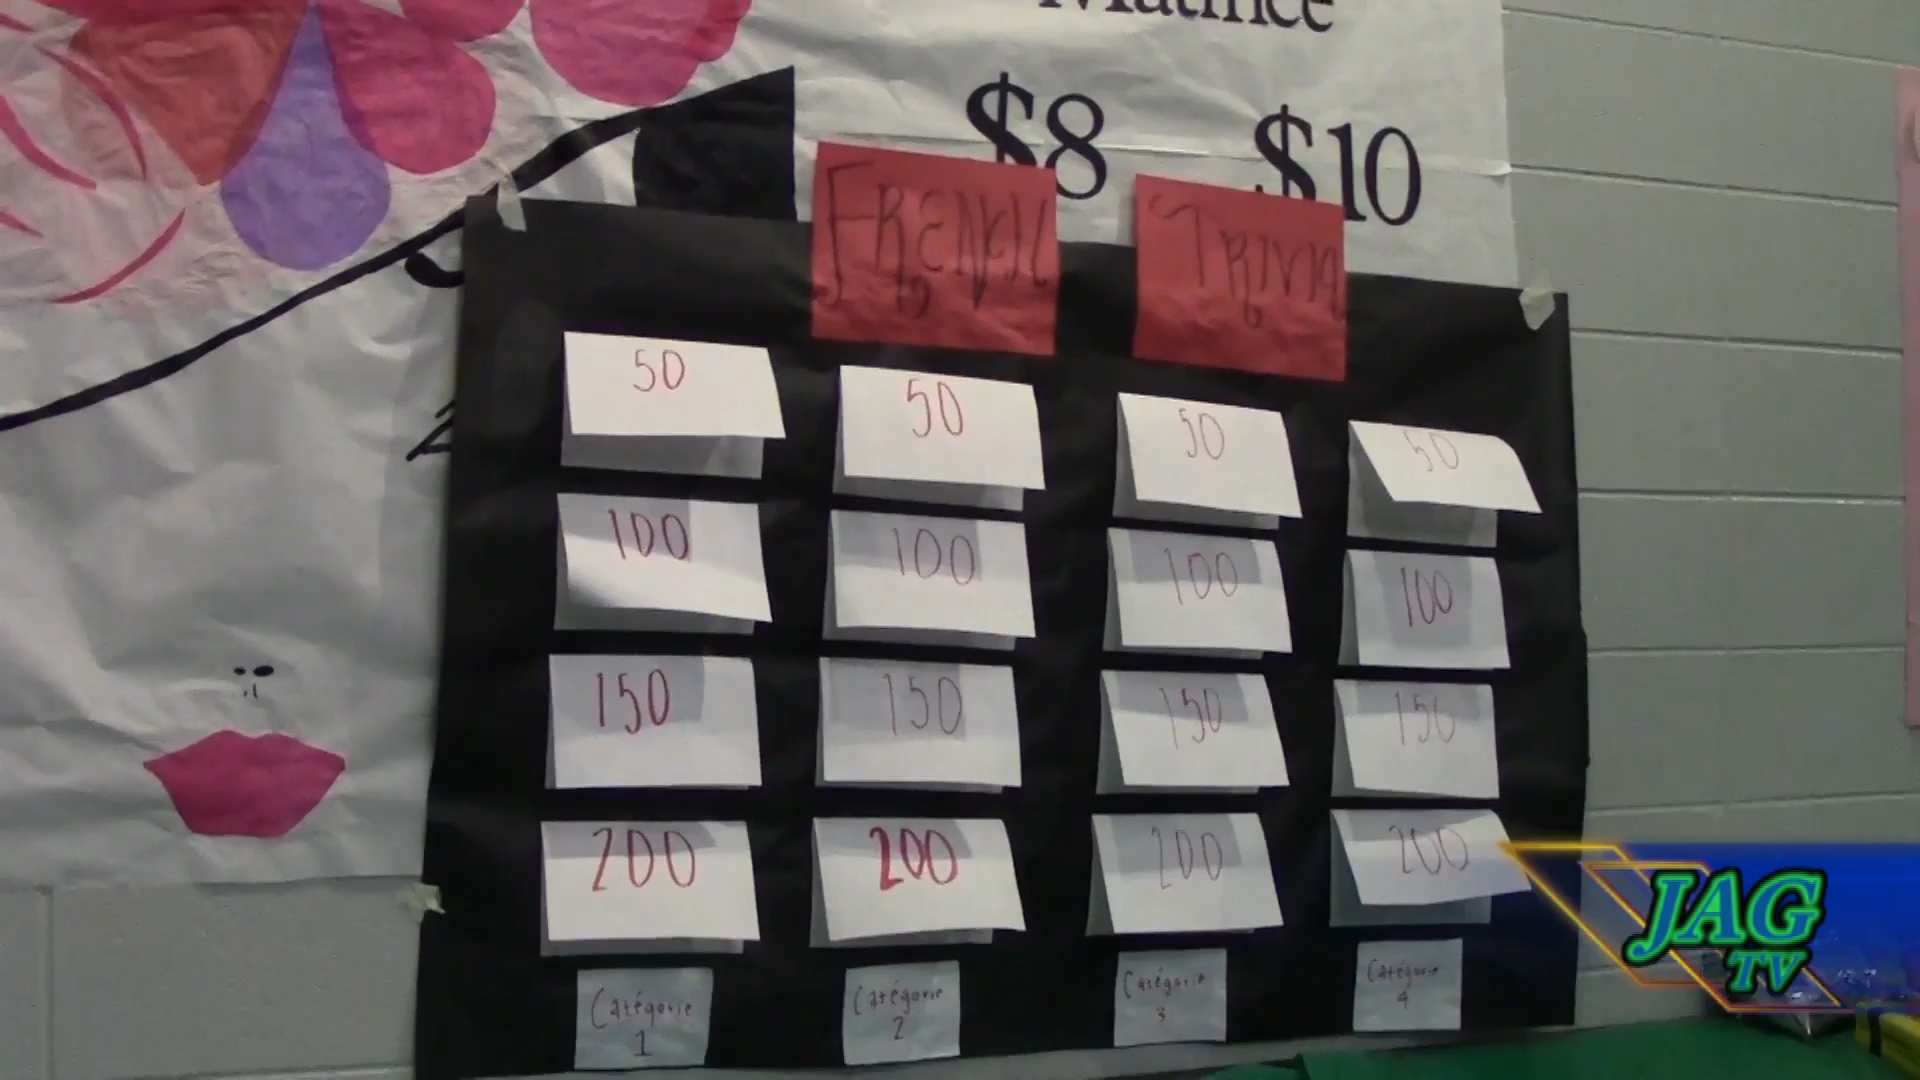 Matinee
$8 $10
FRENCH TRIVIA
50 50 50 50
100 100 100 100
150 150 150 150
200 200 200 200
Catégorie 1
Catégorie 2
Catégorie 3
Catégorie 4
JAG
TV